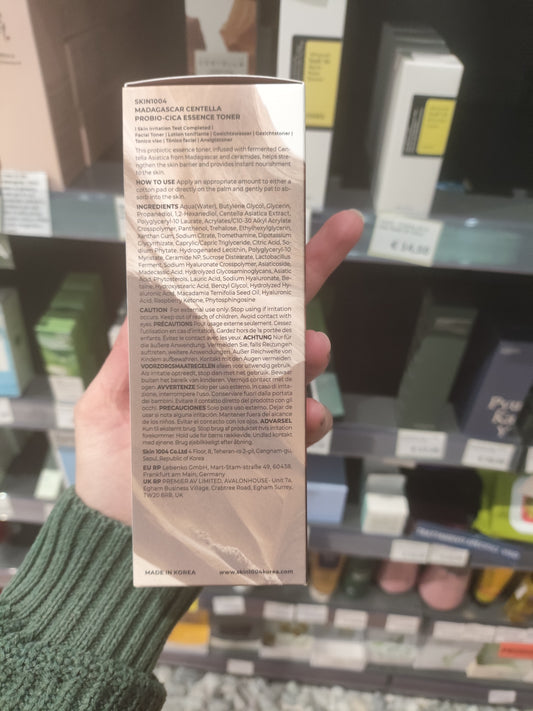 SKIN1004
MADAGASCAR CENTELLA
PROBIO-CICA ESSENCE TONER
[ Skin Irritation Test Completed ]
Facial Toner | Lotion tonifiante | Gezichtstoner |
Tónico viso | Tónico facial | Ansigtstoner
This probiotic essence toner, infused with fermented Cen-
tella Asiatica from Madagascar and ceramides, helps stren-
gthen the skin barrier and provides instant nourishment
to the skin.
HOW TO USE Apply an appropriate amount to either a
cotton pad or directly on the palm and gently pat to ab-
sorb into the skin.
INGREDIENTS Aqua(Water), Butylene Glycol, Glycerin,
Propanediol, 1,2-Hexanediol, Centella Asiatica Extract,
Polyglyceryl-10 Laurate, Acrylates/C10-30 Alkyl Acrylate
Crosspolymer, Panthenol, Trehalose, Ethylhexylglycerin,
Xanthan Gum, Sodium Citrate, Tromethamine, Dipotassium
Glycyrrhizate, Caprylic/Capric Triglyceride, Citric Acid, So-
dium Phytate, Hydrogenated Lecithin, Polyglyceryl-10
Myristate, Ceramide NP, Sucrose Distearate, Lactobacillus
Ferment, Sodium Hyaluronate Crosspolymer, Asiaticoside,
Madecassic Acid, Hydrolyzed Glycosaminoglycans, Asiatic
Acid, Phytosterols, Lauric Acid, Sodium Hyaluronate, Be-
taine, Hydroxystearic Acid, Benzyl Glycol, Hydrolyzed Hy-
aluronic Acid, Macadamia Ternifolia Seed Oil, Hyaluronic
Acid, Raspberry Ketone, Phytosphingosine
CAUTION For external use only. Stop using if irritation
occurs. Keep out of reach of children. Avoid contact with
eyes. PRÉCAUTIONS Pour usage externe seulement. Cessez
l'utilisation en cas d'irritation. Gardez hors de la portée des
enfants. Évitez le contact avec les yeux. ACHTUNG Nur für
die äußere Anwendung. Vermeiden Sie, falls Reizungen
auftreten, weitere Anwendungen. Außer Reichweite von
Kindern aufbewahren. Kontakt mit den Augen vermeiden.
VOORZORGSMAATREGELEN alleen voor uitwendig gebruik.
Als irritatie optreedt, stop dan met het gebruik. Bewaar
buiten het bereik van kinderen. Vermijd contact met de
ogen. AVVERTENZE Solo per uso esterno. In caso di irrita-
zione, interrompere l'uso. Conservare fuori dalla portata
dei bambini. Evitare il contatto diretto del prodotto con gli
occhi. PRECAUCIONES Solo para uso externo. Dejar de
usar si nota alguna irritación. Mantener fuera del alcance
de los niños. Evitar el contacto con los ojos. ADVARSEL
Kun til ekstern brug. Stop brug af produktet hvis irritation
forekommer. Hold ude for børns rækkevidde. Undlad kontakt
med øjnene. Brug øjeblikkeligt efter åbning.
Skin 1004 Co.Ltd 4 Floor, 8, Teheran-ro 2-gil, Gangnam-gu,
Seoul, Republic of Korea
EU RP Lebenko GmbH, Mart-Stam-straße 49, 60438,
Frankfurt am Main, Germany
UK RP PREMIER AV LIMITED, AVALONHOUSE- Unit 7A,
Egham Business Village, Crabtree Road, Egham Surrey,
TW20 8RB, UK
MADE IN KOREA www.skin1004korea.com